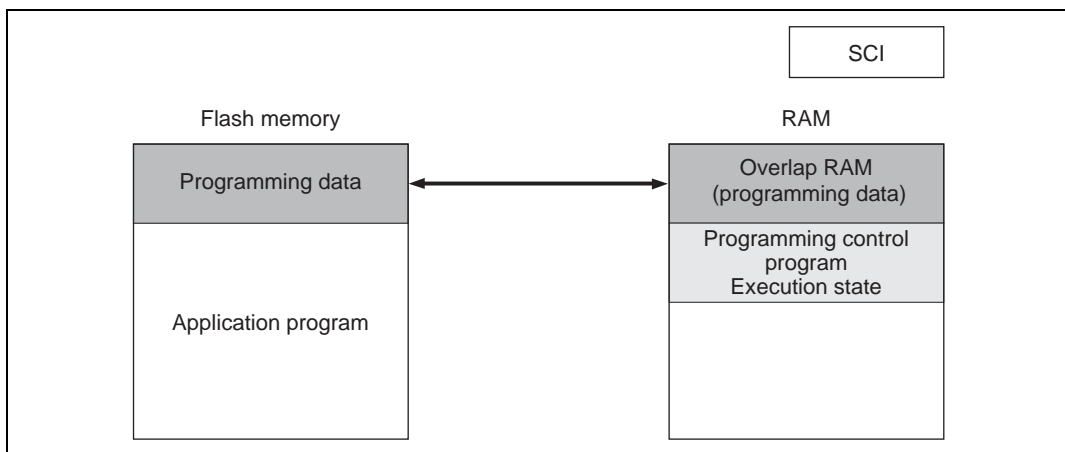 SCI
Flash memory
RAM
Programming data
Overlap RAM
(programming data)
Programming control
program
Execution state
Application program